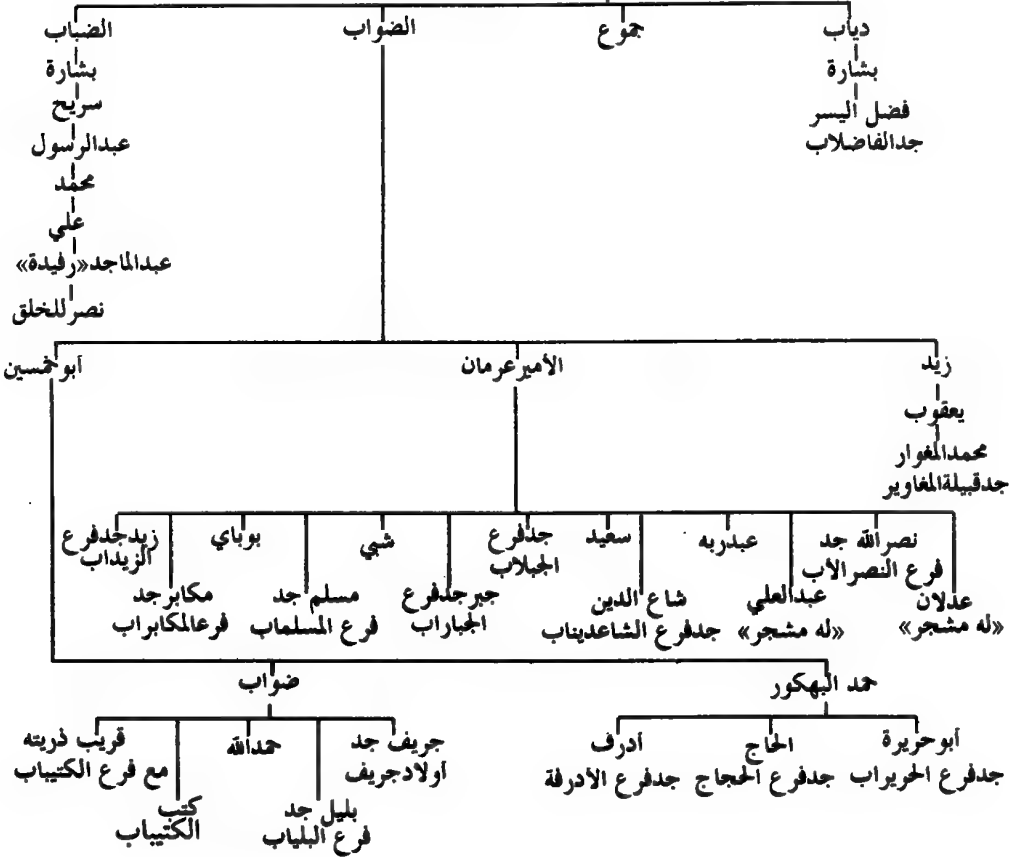 دياب
جموع
الضواب
الضباب
بشارة
فضل اليسر
جدالفاضلاب
بشارة
سريح
عبدالرسول
محمد
علي
عبدالماجد«رفيدة»
نصرللخلق
زيد
الأميرعرمان
أبوخمسين
يعقوب
محمدالمغوار
جدقبيلةالمغاوير
عدلان
«له مشجر»
نصرالله جد
فرع النصرالاب
عبدالعلي
«له مشجر»
عبدربه
شاع الدين
جدفرع الشاعديناب
سعيد
جدفرع
الجبلاب
جبرجدفرع
الجباراب
شبي
مسلم جد
فرع المسلماب
بوباي
مكابرجد
فرعالمكابراب
زيدجدفرع
الزيداب
حمد البهكور
ضواب
أبوحريرة
جدفرع الحويراب
الحاج
جدفرع الحجاج
أدرف
جدفرع الأدرفة
جريف جد
أولادجريف
بليل جد
فرع البلياب
حمدالله
كتب
الكتيباب
قريب ذريته
مع فرع الكتيباب